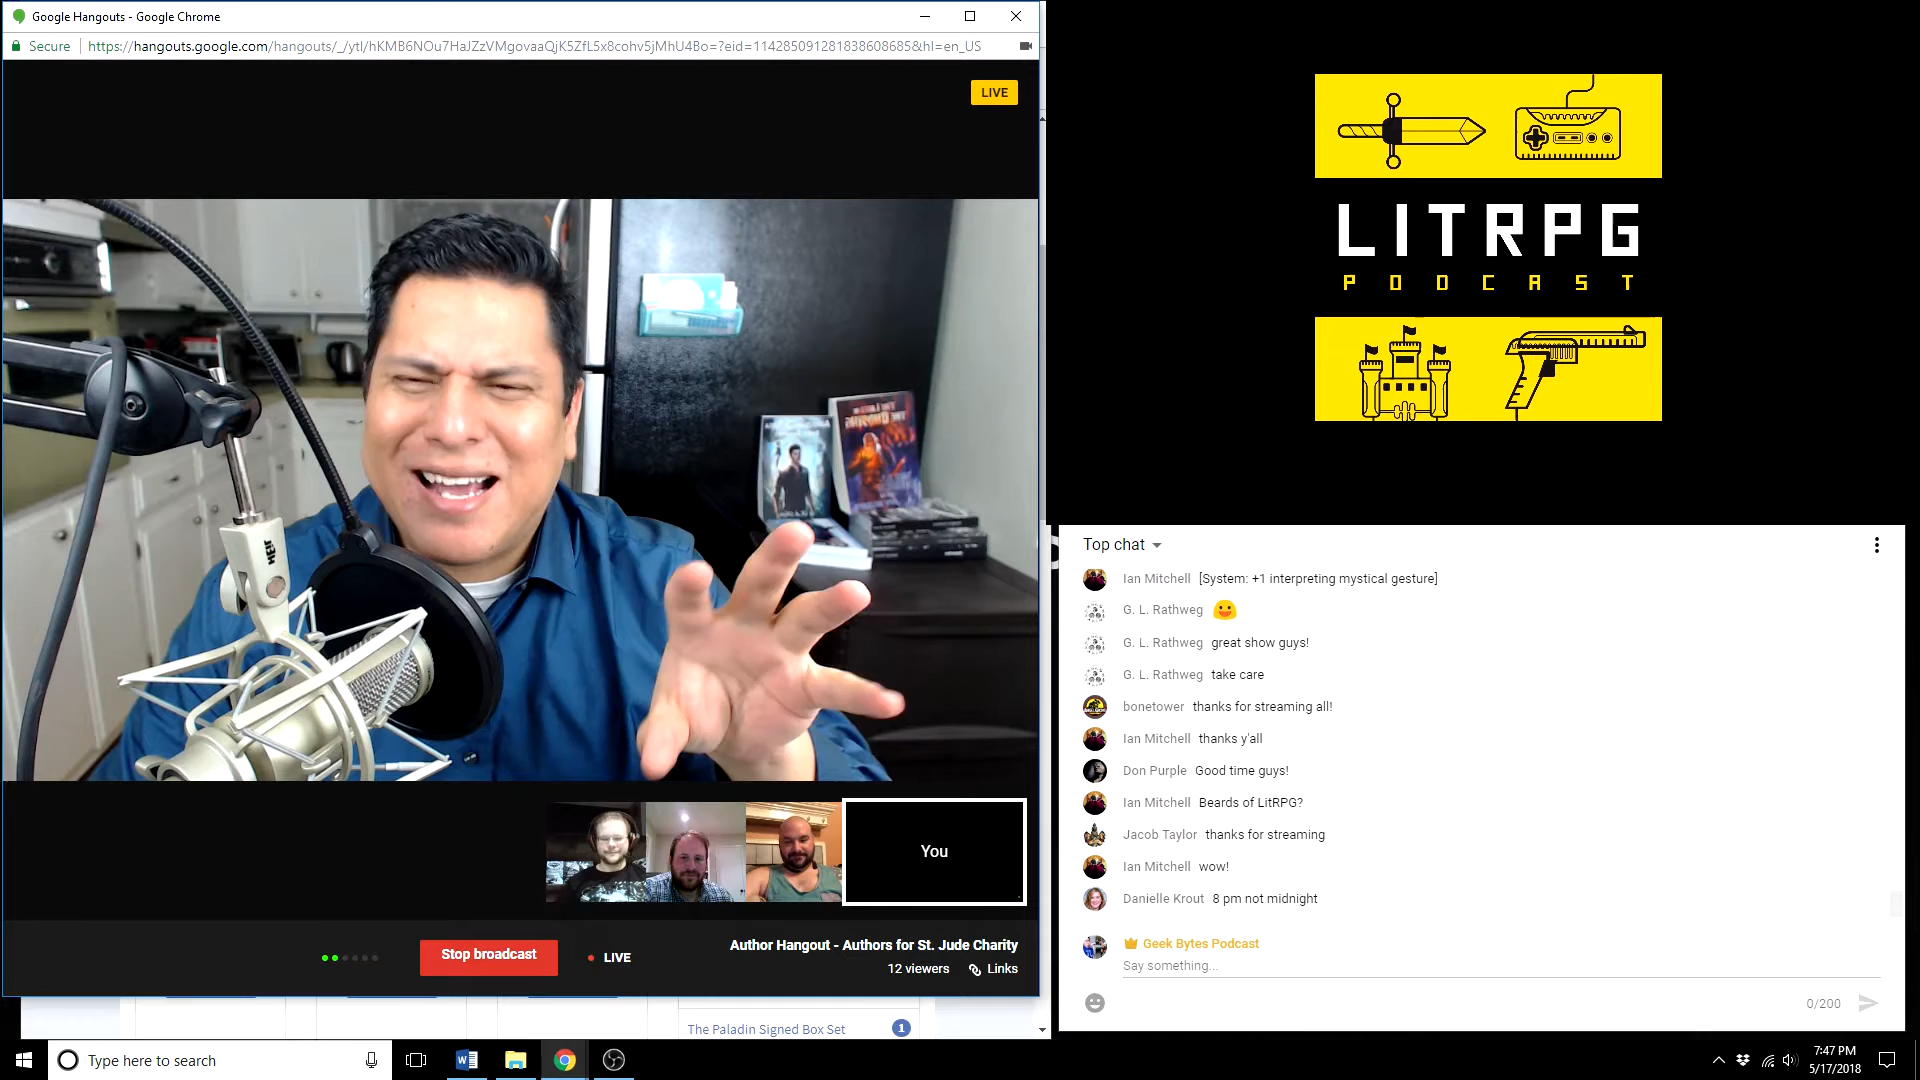 Google Hangouts - Google Chrome
Secure
https://hangouts.google.com/hangouts/_/ytl/hKMB6NOu7HaJZzVMgovaaQjK5ZfL5x8cohv5jMhU4Bo=?eid=114285091281838608685&hl=en_US
LIVE
HEiL
You
Stop broadcast
LIVE
Author Hangout - Authors for St. Jude Charity
12 viewers
Links
The Paladin Signed Box Set
1
LITRPG
PODCAST
Top chat
Ian Mitchell [System: +1 interpreting mystical gesture]
G. L. Rathweg
G. L. Rathweg great show guys!
G. L. Rathweg take care
bonetower thanks for streaming all!
Ian Mitchell thanks y'all
Don Purple Good time guys!
Ian Mitchell Beards of LitRPG?
Jacob Taylor thanks for streaming
Ian Mitchell wow!
Danielle Krout 8 pm not midnight
Geek Bytes Podcast
Say something...
0/200
Type here to search
7:47 PM
5/17/2018